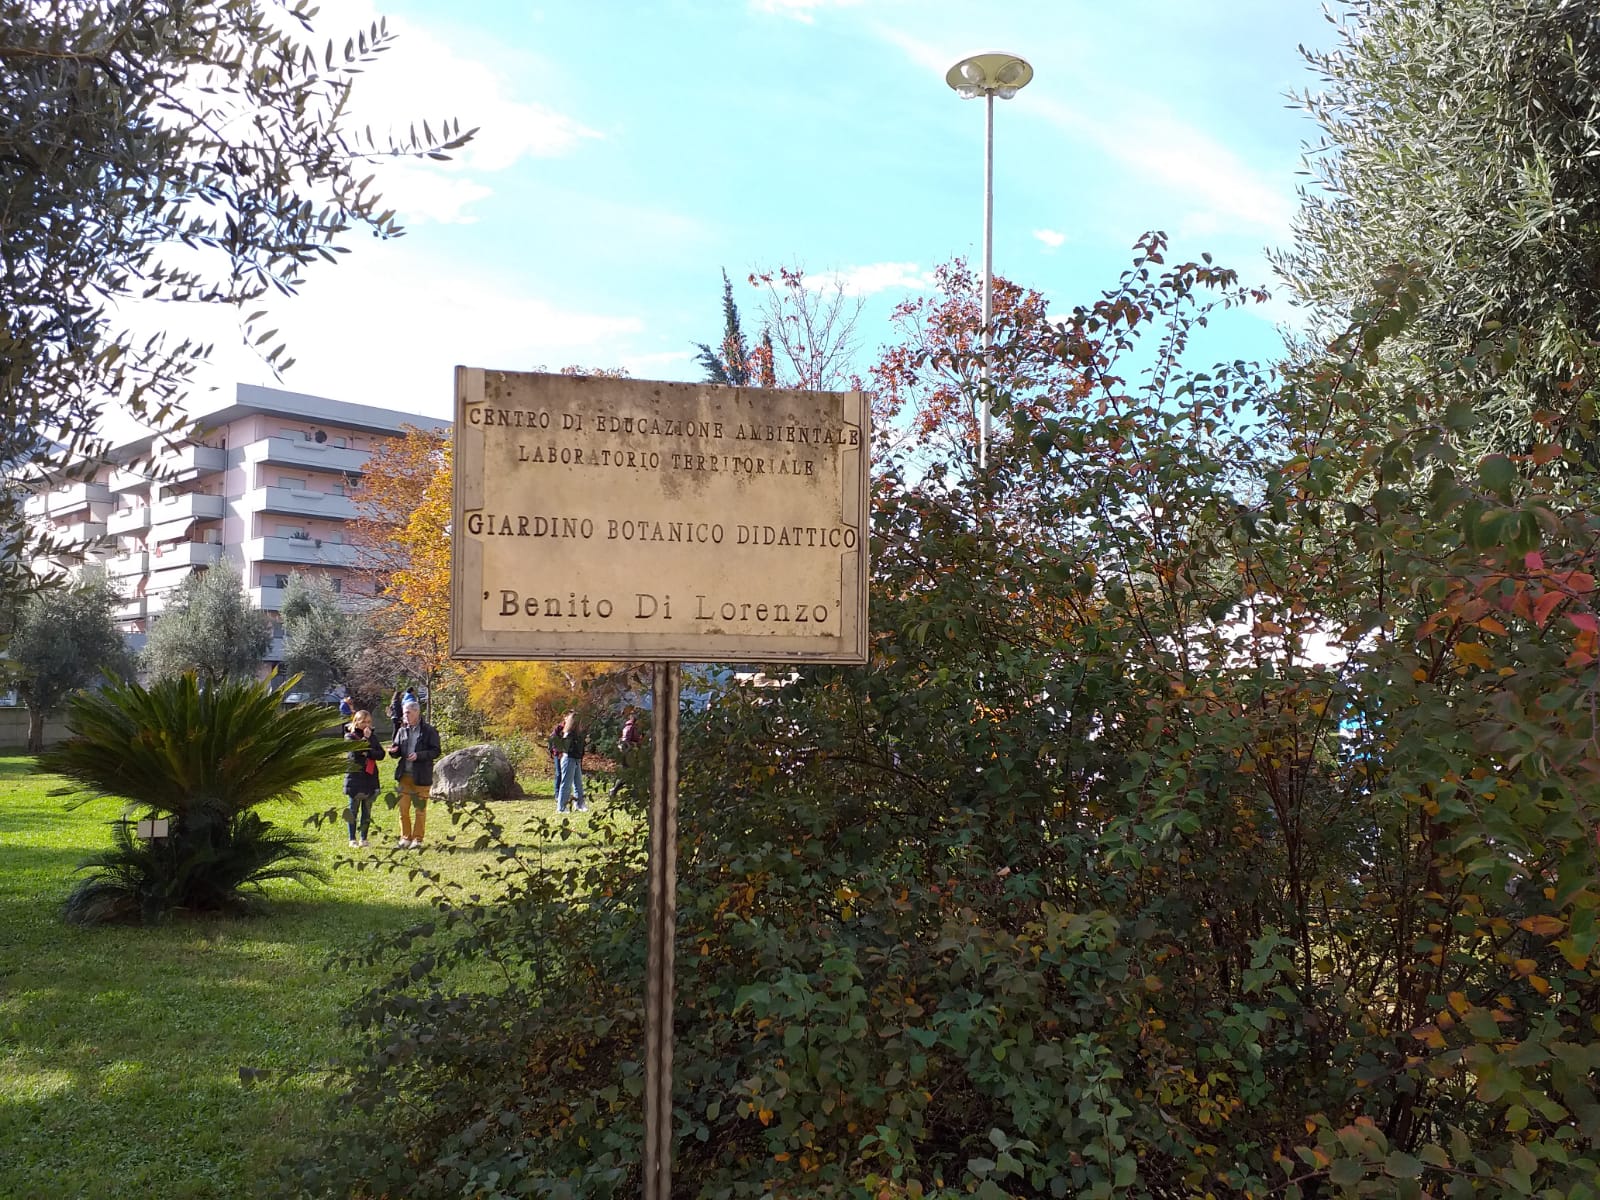 CENTRO DI EDUCAZIONE AMBIENTALE
LABORATORIO TERRITORIALE
GIARDINO BOTANICO DIDATTICO
'Benito Di Lorenzo'